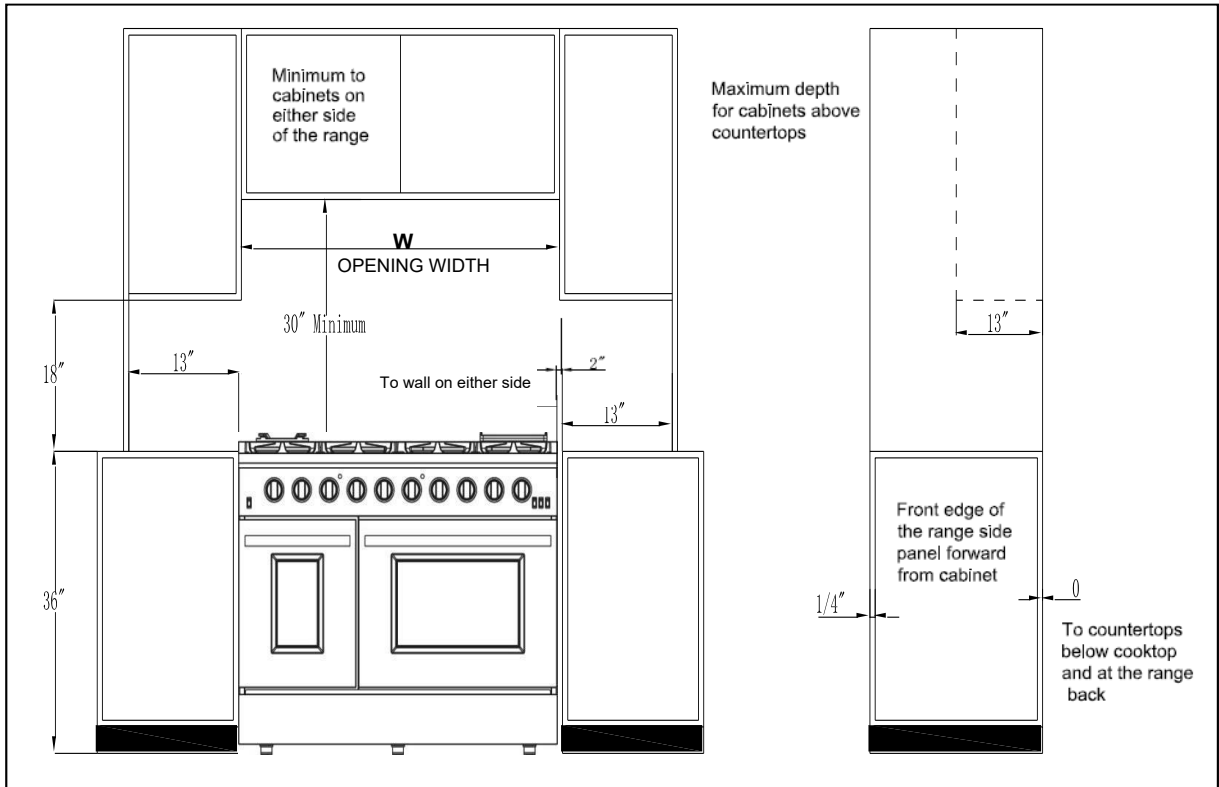 Minimum to
cabinets on
either side
of the range
Maximum depth
for cabinets above
countertops
W
OPENING WIDTH
30" Minimum
13"
18"
13"
To wall on either side
2"
13"
Front edge of
the range side
panel forward
from cabinet
36"
1/4"
0
To countertops
below cooktop
and at the range
back